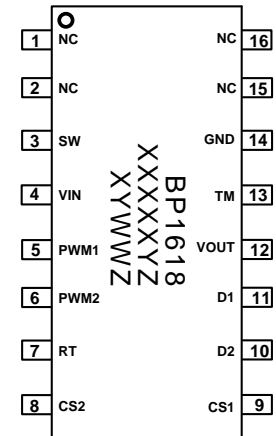 1 NC NC 16
2 NC NC 15
3 SW GND 14
4 VIN TM 13
5 PWM1 VOUT 12
6 PWM2 D1 11
7 RT D2 10
8 CS2 CS1 9
BP1618
XXXXXYZ
XYWWZ